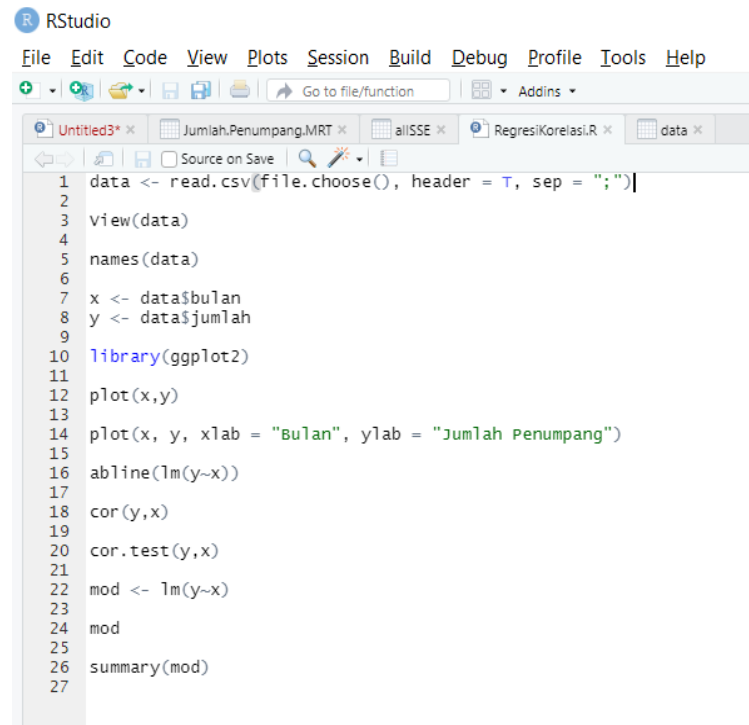 RStudio
File Edit Code View Plots Session Build Debug Profile Tools Help
Go to file/function Addins
Untitled3* Jumlah.Penumpang.MRT allSSE RegresiKorelasi.R data
Source on Save
1 data <- read.csv(file.choose(), header = T, sep = ";")
2
3 View(data)
4
5 names(data)
6
7 x <- data$bulan
8 y <- data$jumlah
9
10 library(ggplot2)
11
12 plot(x,y)
13
14 plot(x, y, xlab = "Bulan", ylab = "Jumlah Penumpang")
15
16 abline(lm(y~x))
17
18 cor(y,x)
19
20 cor.test(y,x)
21
22 mod <- lm(y~x)
23
24 mod
25
26 summary(mod)
27